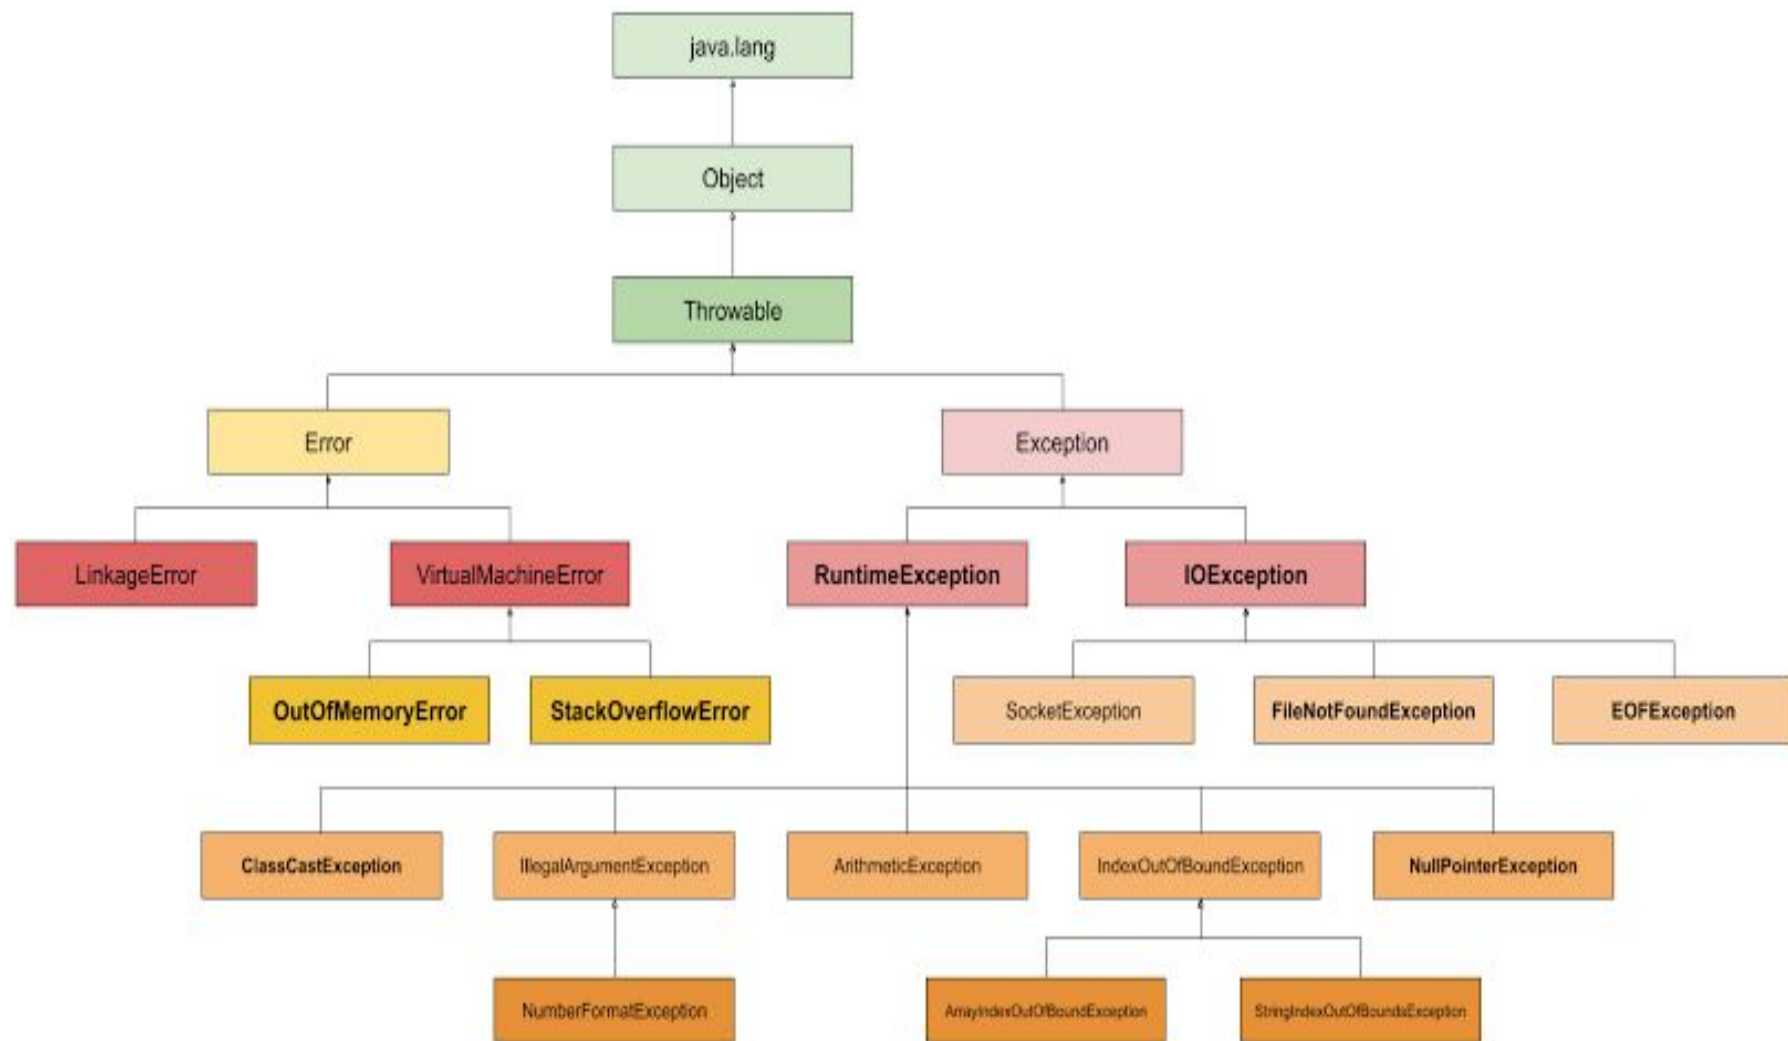 java.lang
Object
Throwable
Error
Exception
LinkageError
VirtualMachineError
RuntimeException
IOException
OutOfMemoryError
StackOverflowError
SocketException
FileNotFoundException
EOFException
ClassCastException
IllegalArgumentException
ArithmeticException
IndexOutOfBoundException
NullPointerException
NumberFormatException
ArrayIndexOutOfBoundException
StringIndexOutOfBoundsException